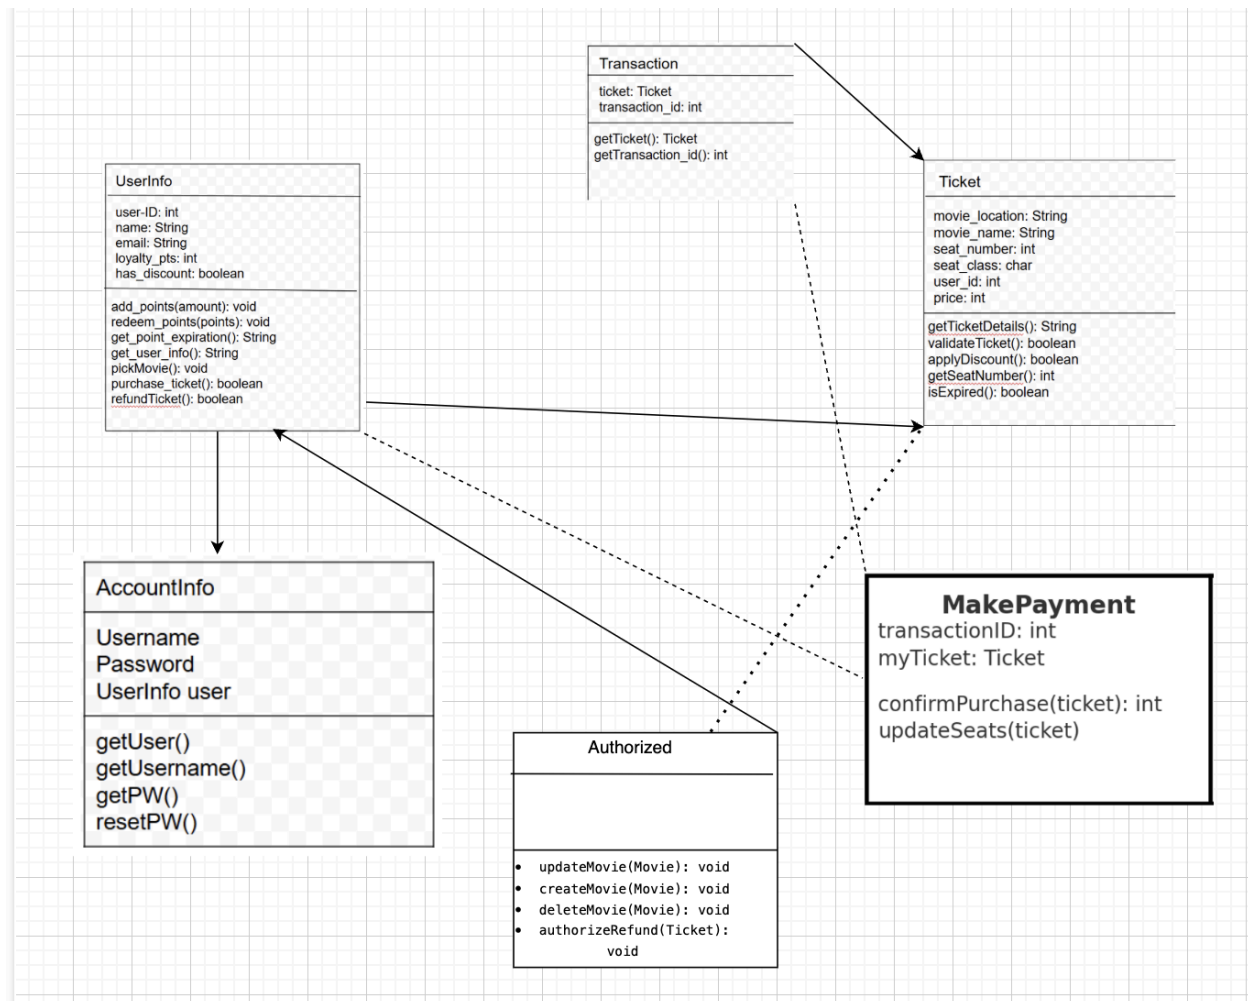 Transaction
ticket: Ticket
transaction_id: int
getTicket(): Ticket
getTransaction_id(): int
UserInfo
user-ID: int
name: String
email: String
loyalty_pts: int
has_discount: boolean
add_points(amount): void
redeem_points(points): void
get_point_expiration(): String
get_user_info(): String
pickMovie(): void
purchase_ticket(): boolean
refundTicket(): boolean
Ticket
movie_location: String
movie_name: String
seat_number: int
seat_class: char
user_id: int
price: int
getTicketDetails(): String
validateTicket(): boolean
applyDiscount(): boolean
getSeatNumber(): int
isExpired(): boolean
AccountInfo
Username
Password
UserInfo user
getUser()
getUsername()
getPW()
resetPW()
MakePayment
transactionID: int
myTicket: Ticket
confirmPurchase(ticket): int
updateSeats(ticket)
Authorized
• updateMovie(Movie): void
• createMovie(Movie): void
• deleteMovie(Movie): void
• authorizeRefund(Ticket):
void